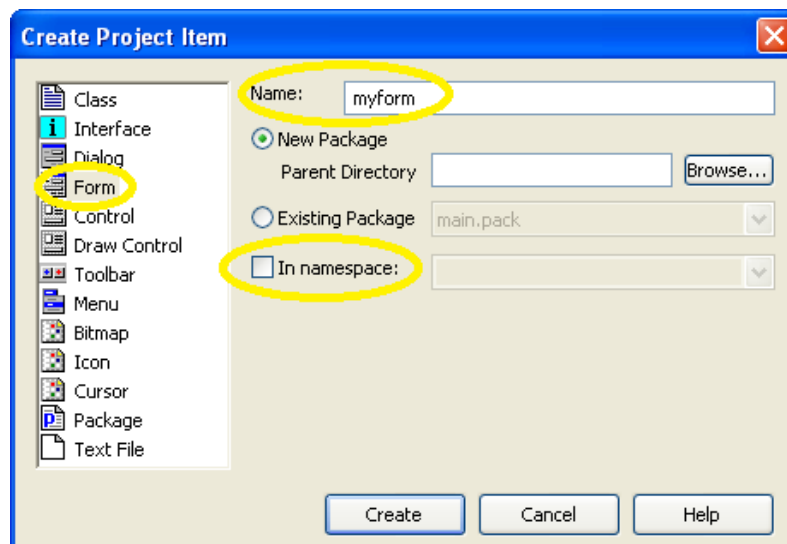 Create Project Item
Class
Interface
Dialog
Form
Control
Draw Control
Toolbar
Menu
Bitmap
Icon
Cursor
Package
Text File
Name: myform
New Package
Parent Directory Browse...
Existing Package main.pack
In namespace:
Create Cancel Help